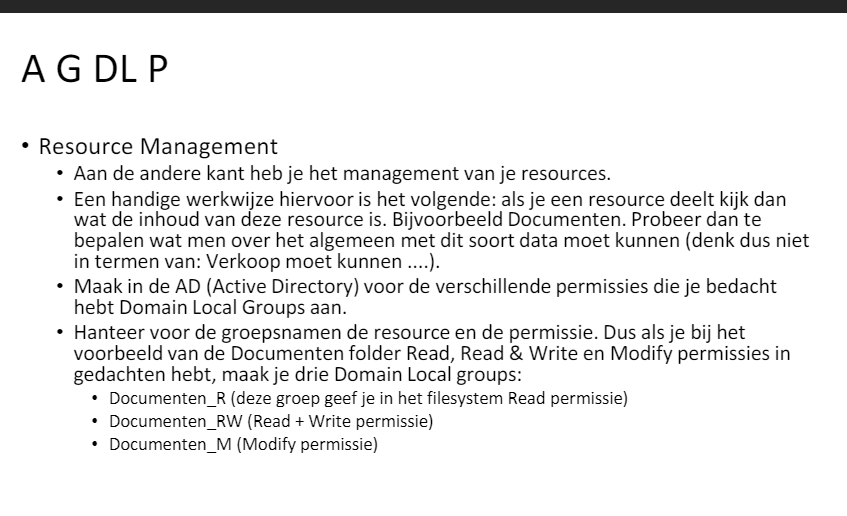 A G DL P
• Resource Management
• Aan de andere kant heb je het management van je resources.
• Een handige werkwijze hiervoor is het volgende: als je een resource deelt kijk dan
wat de inhoud van deze resource is. Bijvoorbeeld Documenten. Probeer dan te
bepalen wat men over het algemeen met dit soort data moet kunnen (denk dus niet
in termen van: Verkoop moet kunnen ....).
• Maak in de AD (Active Directory) voor de verschillende permissies die je bedacht
hebt Domain Local Groups aan.
• Hanteer voor de groepsnamen de resource en de permissie. Dus als je bij het
voorbeeld van de Documenten folder Read, Read & Write en Modify permissies in
gedachten hebt, maak je drie Domain Local groups:
• Documenten_R (deze groep geef je in het filesystem Read permissie)
• Documenten_RW (Read + Write permissie)
• Documenten_M (Modify permissie)